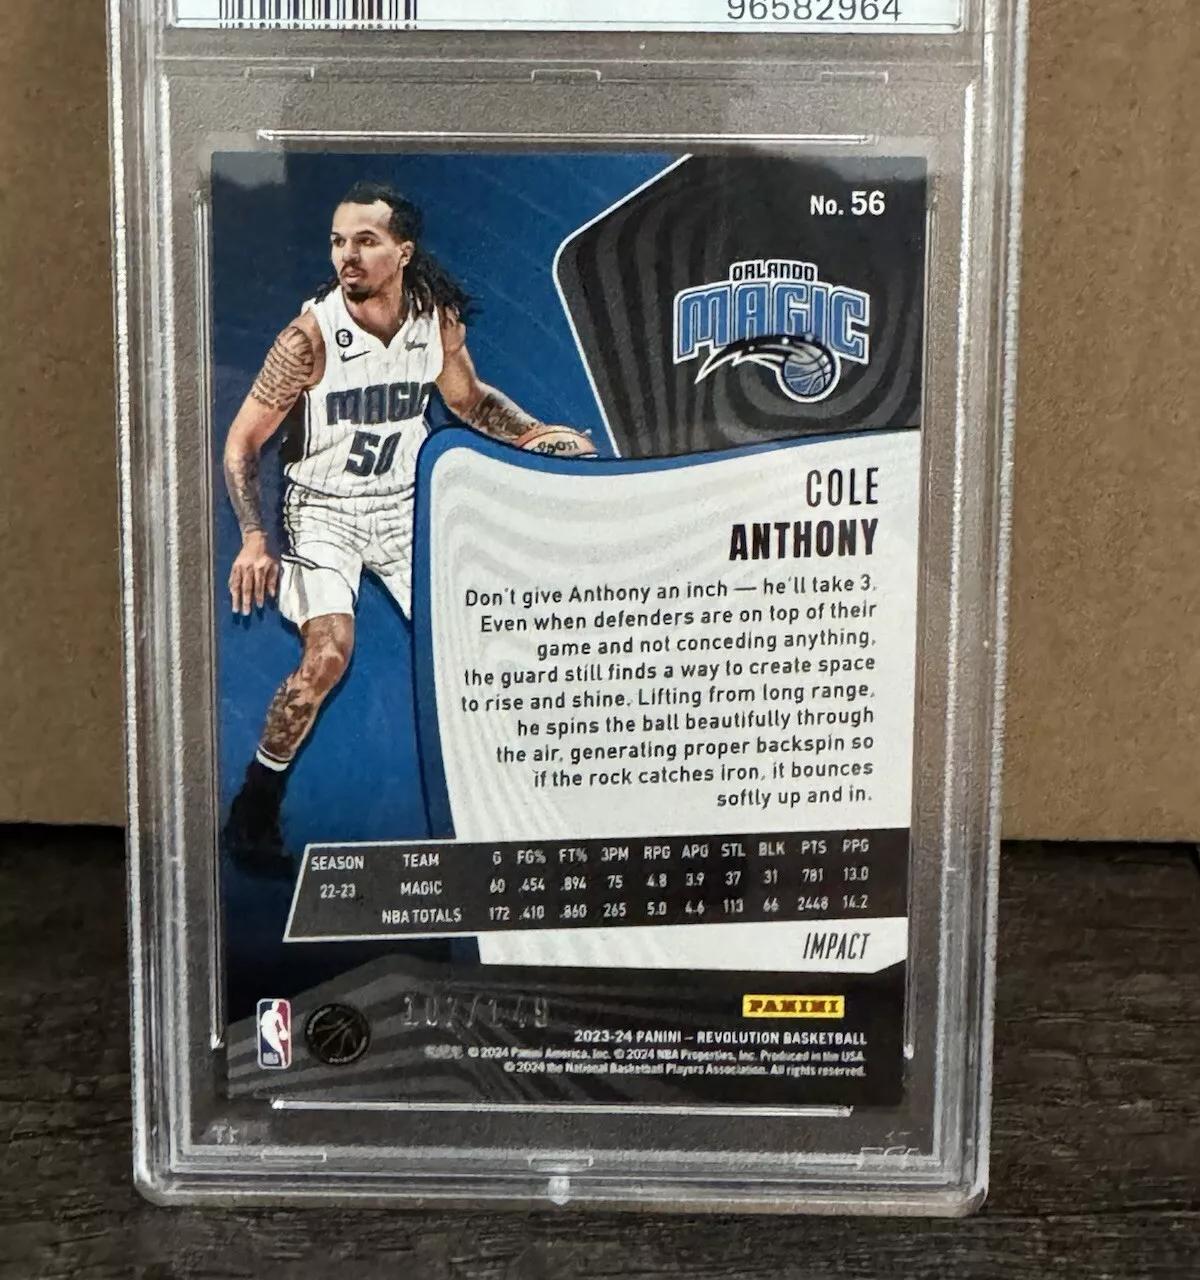 96582964
No. 56
ORLANDO
MAGIC
MAGIC
50
COLE
ANTHONY
Don't give Anthony an inch — he'll take 3.
Even when defenders are on top of their
game and not conceding anything,
the guard still finds a way to create space
to rise and shine. Lifting from long range,
he spins the ball beautifully through
the air, generating proper backspin so
if the rock catches iron, it bounces
softly up and in.
SEASON TEAM G FG% FT% 3PM RPG APG STL BLK PTS PPG
22-23 MAGIC 60 .454 .894 75 4.8 3.9 37 31 781 13.0
NBA TOTALS 172 .410 .860 265 5.0 4.6 113 66 2448 14.2
IMPACT
PANINI
NBA
2023-24 PANINI – REVOLUTION BASKETBALL
© 2024 Panini America, Inc. © 2024 NBA Properties, Inc. Produced in the USA.
© 2024 the National Basketball Players Association. All rights reserved.